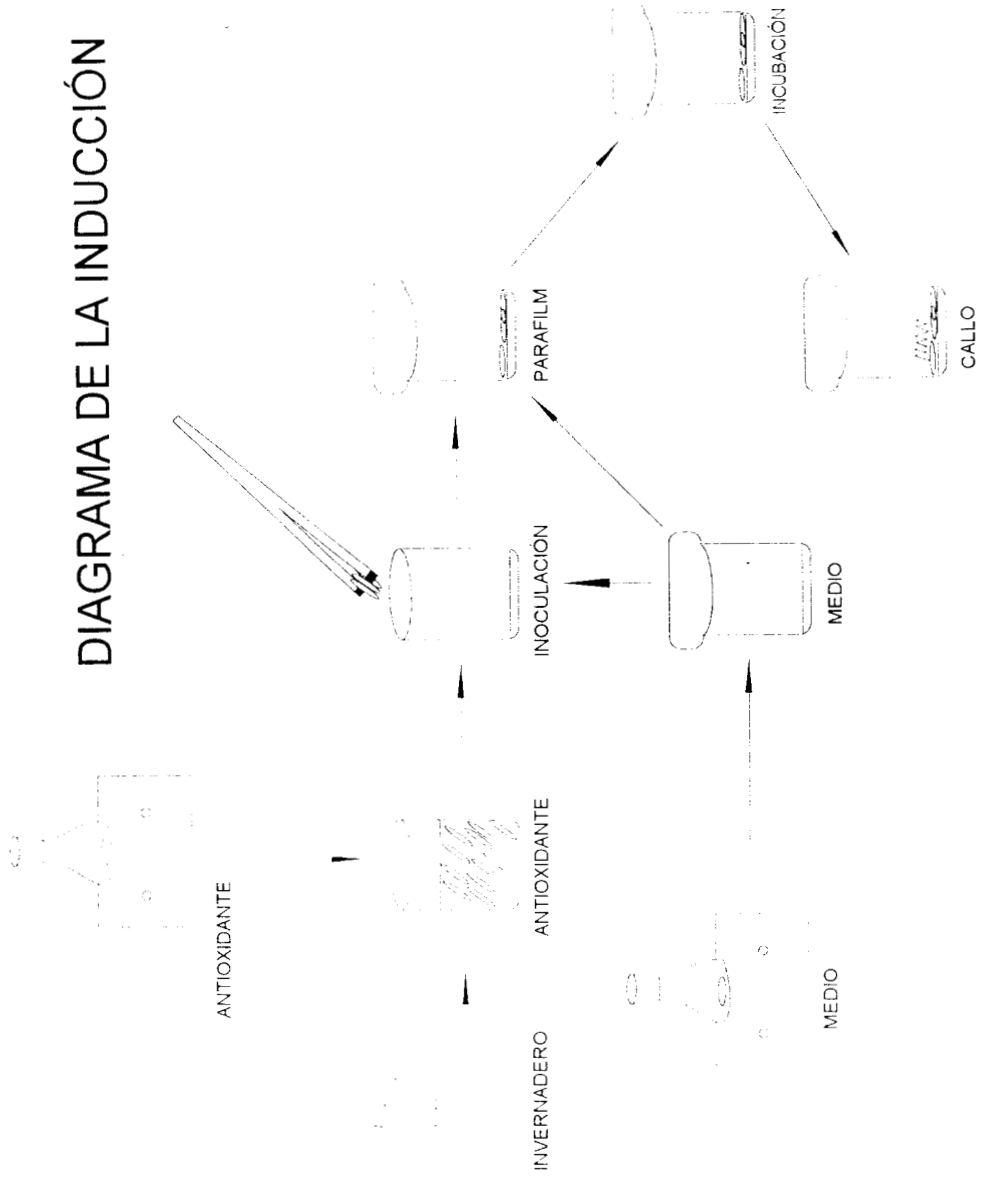 DIAGRAMA DE LA INDUCCIÓN
ANTIOXIDANTE
INVERNADERO
ANTIOXIDANTE
INOCULACIÓN
PARAFILM
INCUBACIÓN
MEDIO
MEDIO
CALLO